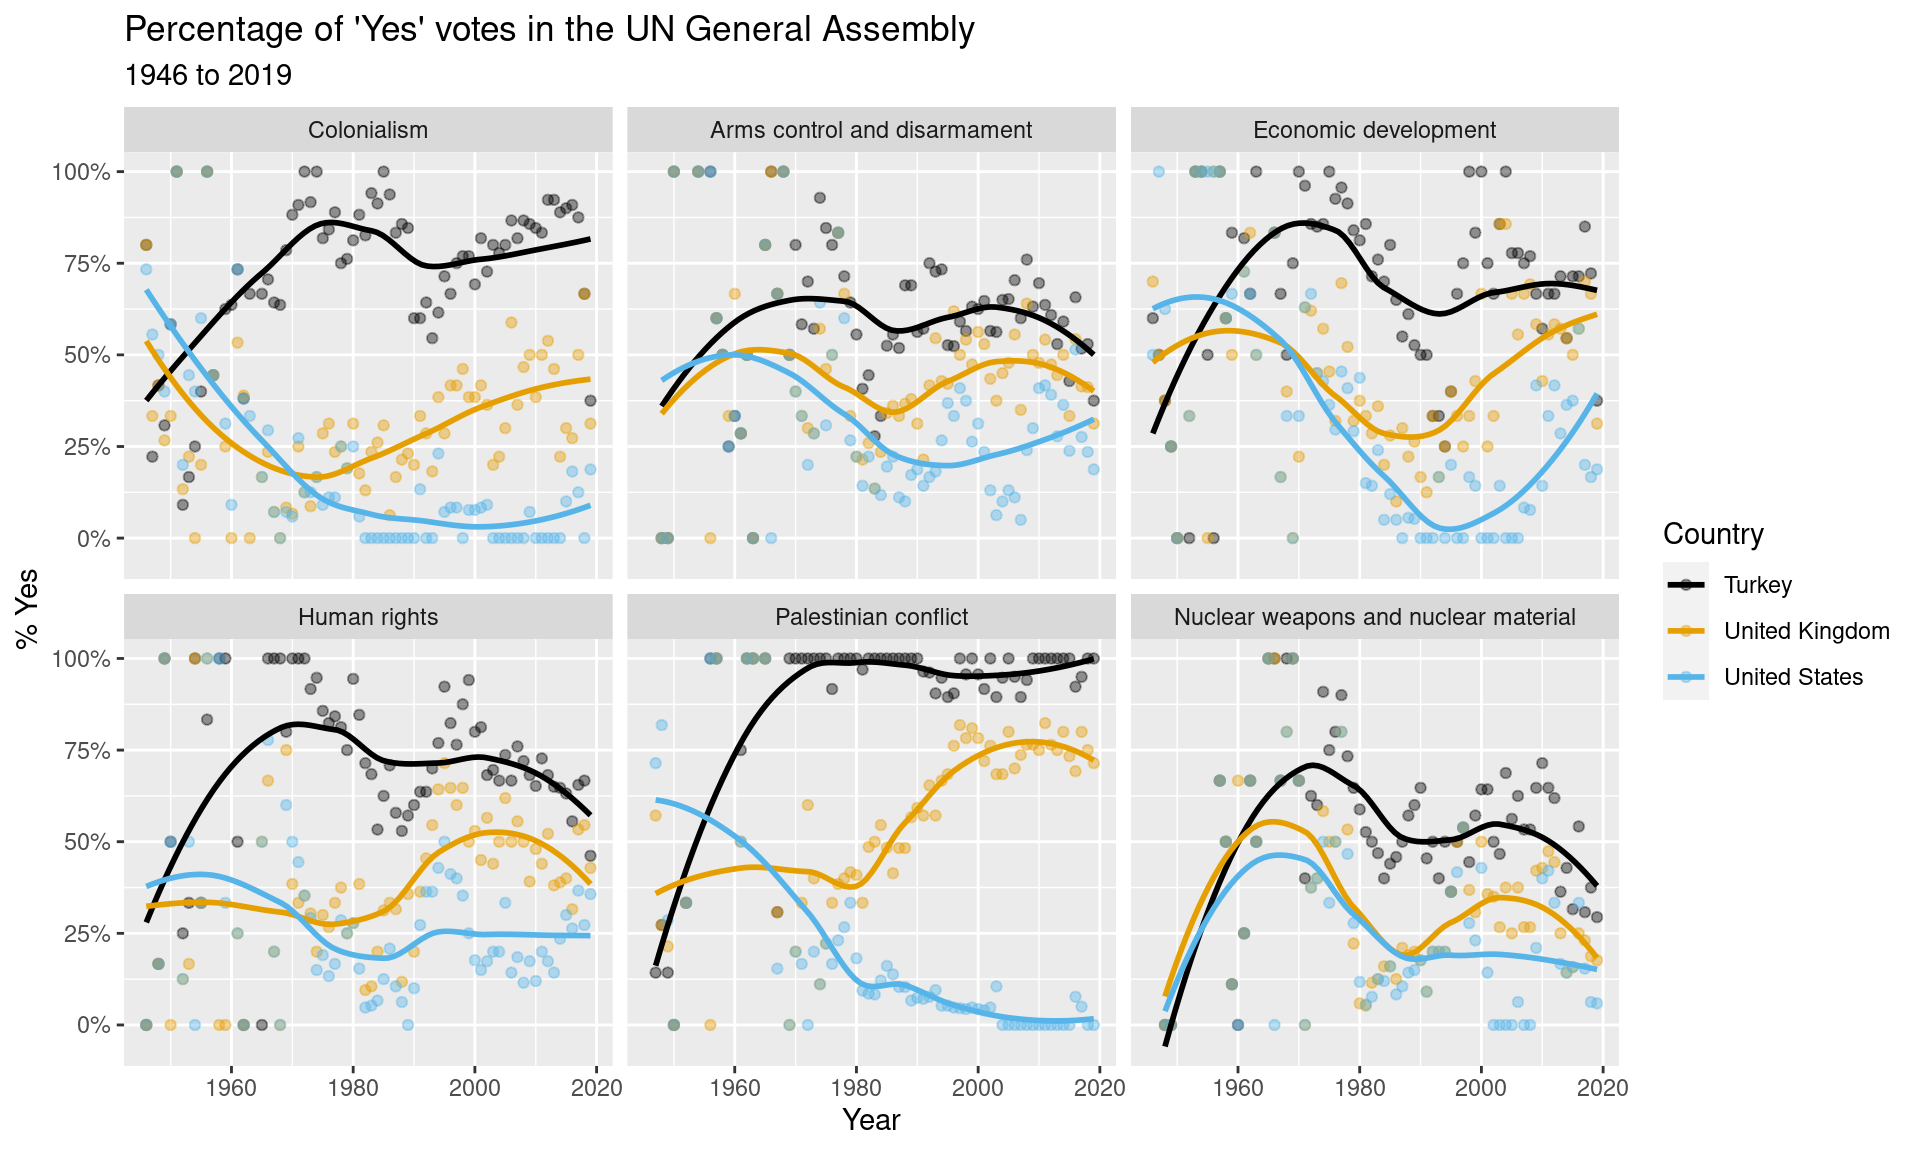 Percentage of 'Yes' votes in the UN General Assembly
1946 to 2019
Colonialism
Arms control and disarmament
Economic development
100%
75%
50%
25%
0%
Human rights
Palestinian conflict
Nuclear weapons and nuclear material
100%
75%
50%
25%
0%
1960 1980 2000 2020
1960 1980 2000 2020
1960 1980 2000 2020
% Yes
Year
Country
Turkey
United Kingdom
United States